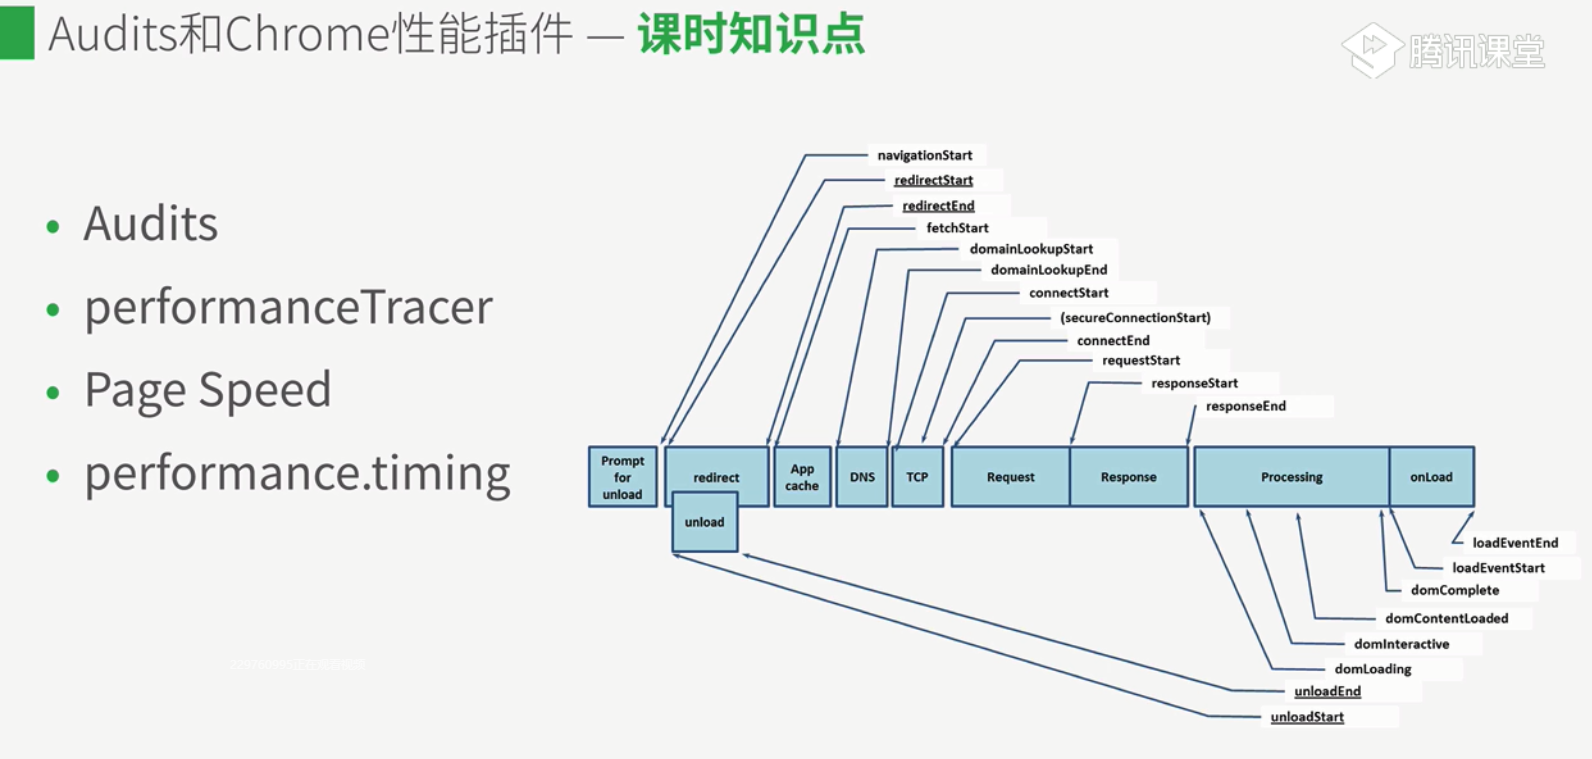 Audits和Chrome性能插件 — 课时知识点
腾讯课堂
• Audits
• performanceTracer
• Page Speed
• performance.timing
navigationStart
redirectStart
redirectEnd
fetchStart
domainLookupStart
domainLookupEnd
connectStart
(secureConnectionStart)
connectEnd
requestStart
responseStart
responseEnd
Prompt
for
unload
redirect
unload
App
cache
DNS
TCP
Request
Response
Processing
onLoad
loadEventEnd
loadEventStart
domComplete
domContentLoaded
domInteractive
domLoading
unloadEnd
unloadStart